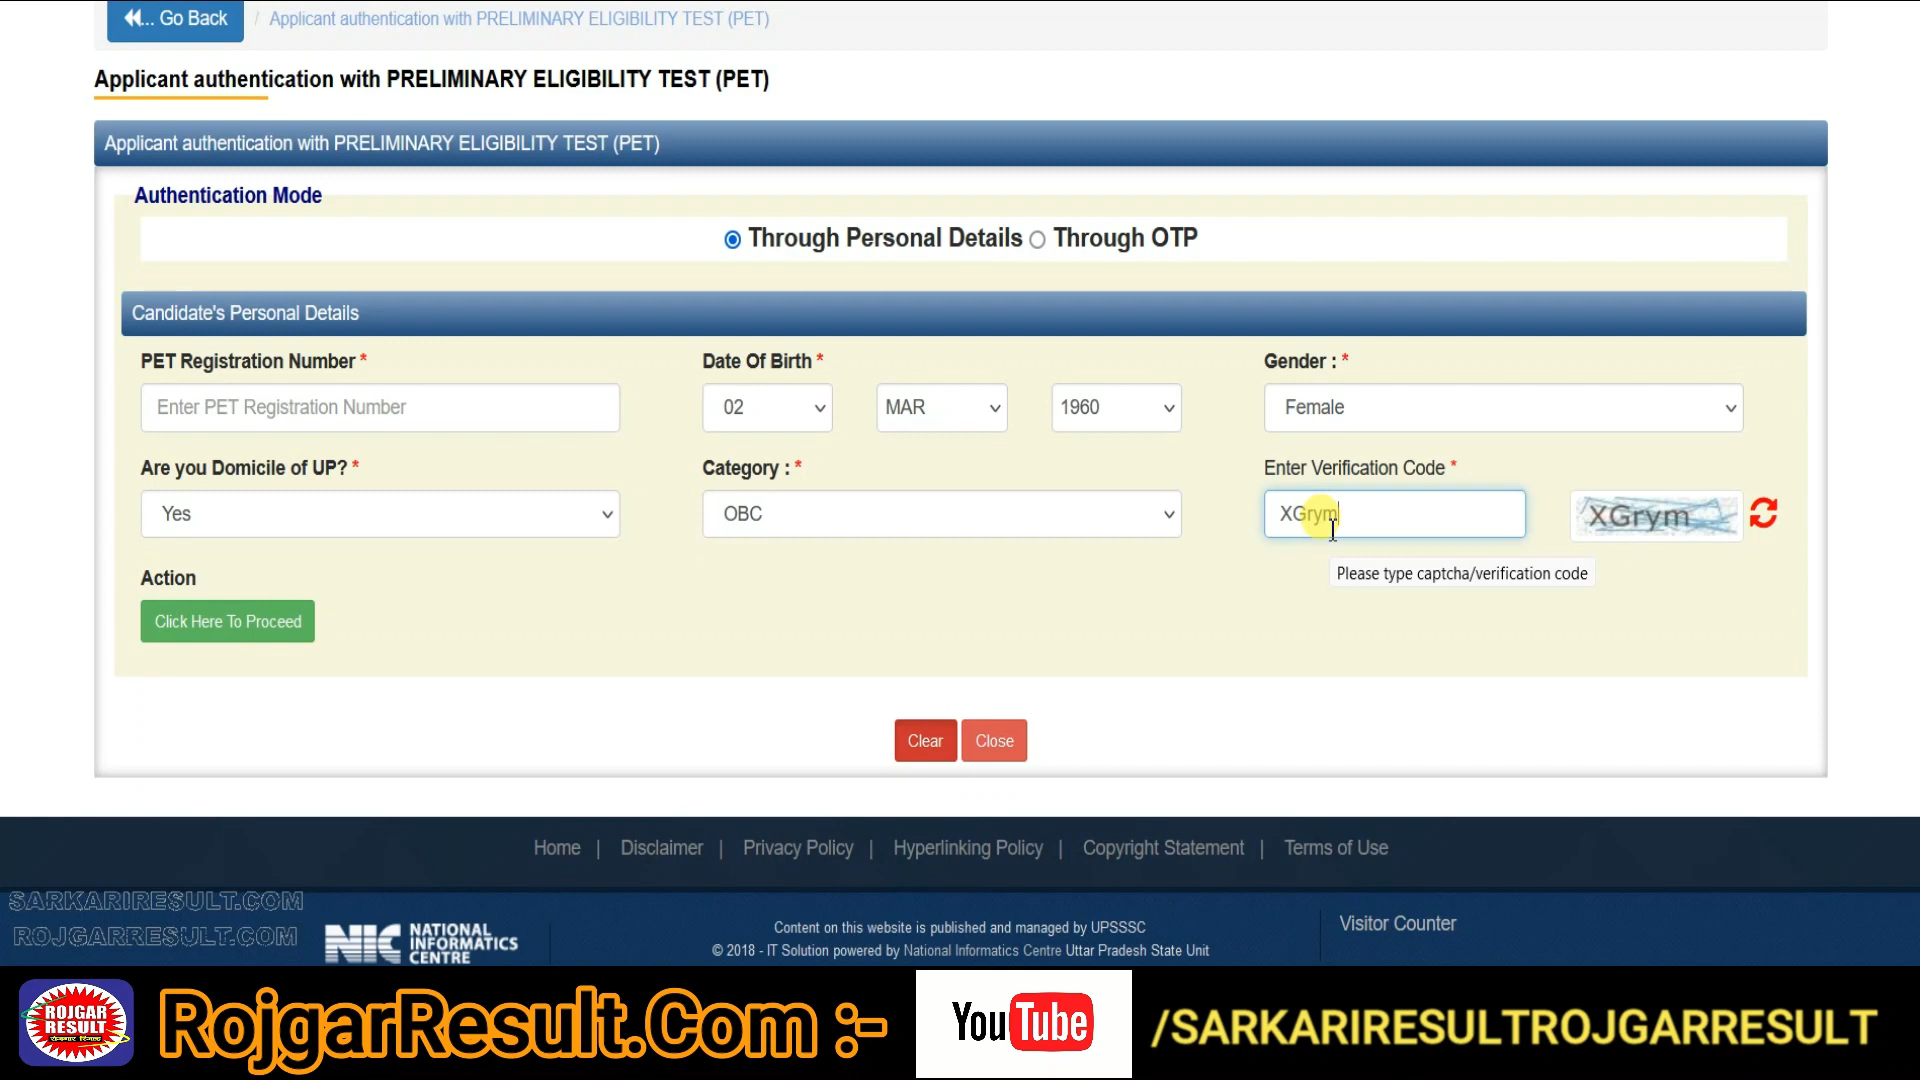 ... Go Back / Applicant authentication with PRELIMINARY ELIGIBILITY TEST (PET)
Applicant authentication with PRELIMINARY ELIGIBILITY TEST (PET)
Applicant authentication with PRELIMINARY ELIGIBILITY TEST (PET)
Authentication Mode
Through Personal Details Through OTP
Candidate's Personal Details
PET Registration Number * Date Of Birth * Gender : *
Enter PET Registration Number 02 MAR 1960 Female
Are you Domicile of UP? * Category : * Enter Verification Code *
Yes OBC XGrym XGrym
Please type captcha/verification code
Action
Click Here To Proceed
Clear Close
Home | Disclaimer | Privacy Policy | Hyperlinking Policy | Copyright Statement | Terms of Use
SARKARIRESULT.COM
ROJGARRESULT.COM
NIC NATIONAL INFORMATICS CENTRE
Content on this website is published and managed by UPSSSC
© 2018 - IT Solution powered by National Informatics Centre Uttar Pradesh State Unit
Visitor Counter
ROJGAR
RESULT
RojgarResult.Com :- YouTube /SARKARIRESULTROJGARRESULT